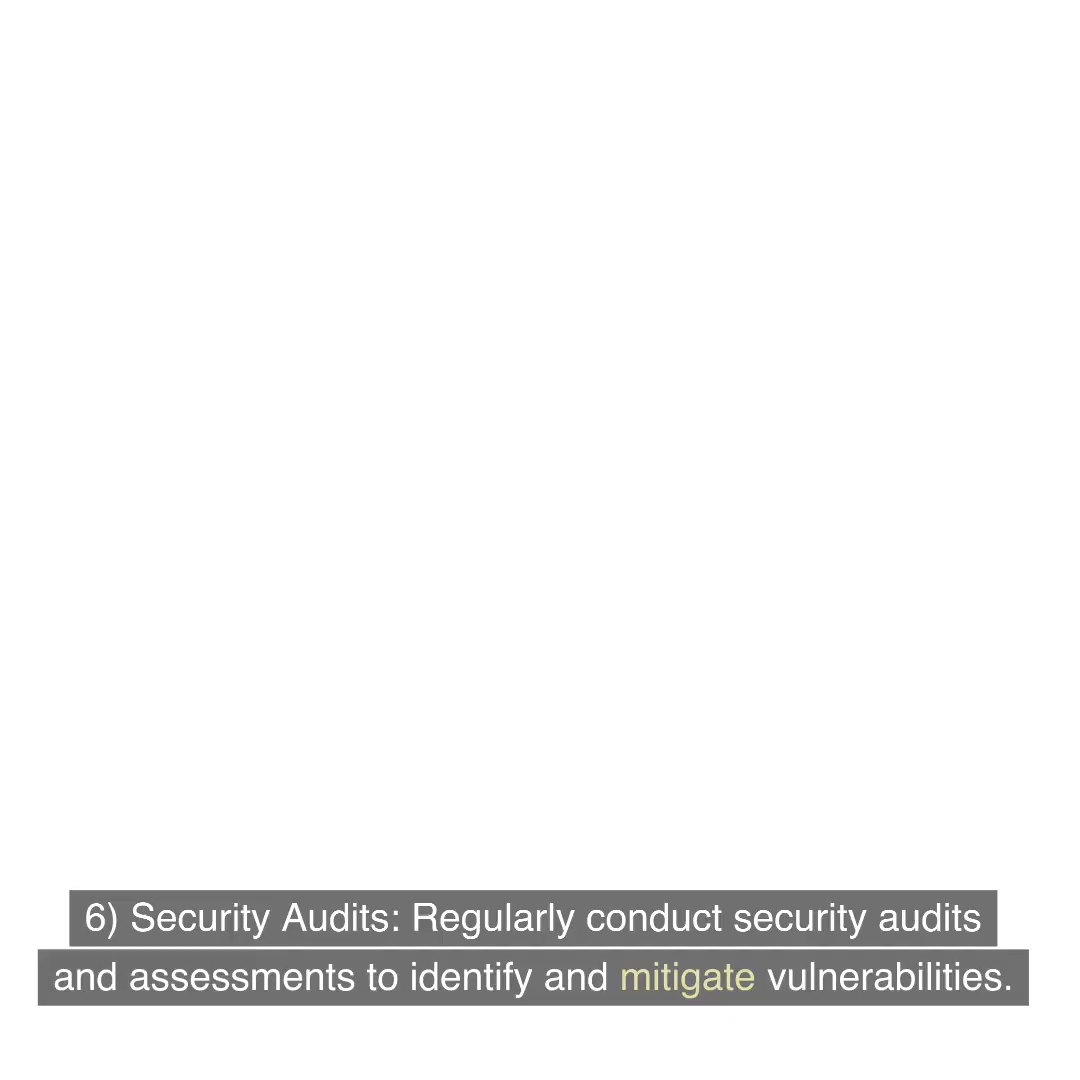 6) Security Audits: Regularly conduct security audits
and assessments to identify and mitigate vulnerabilities.